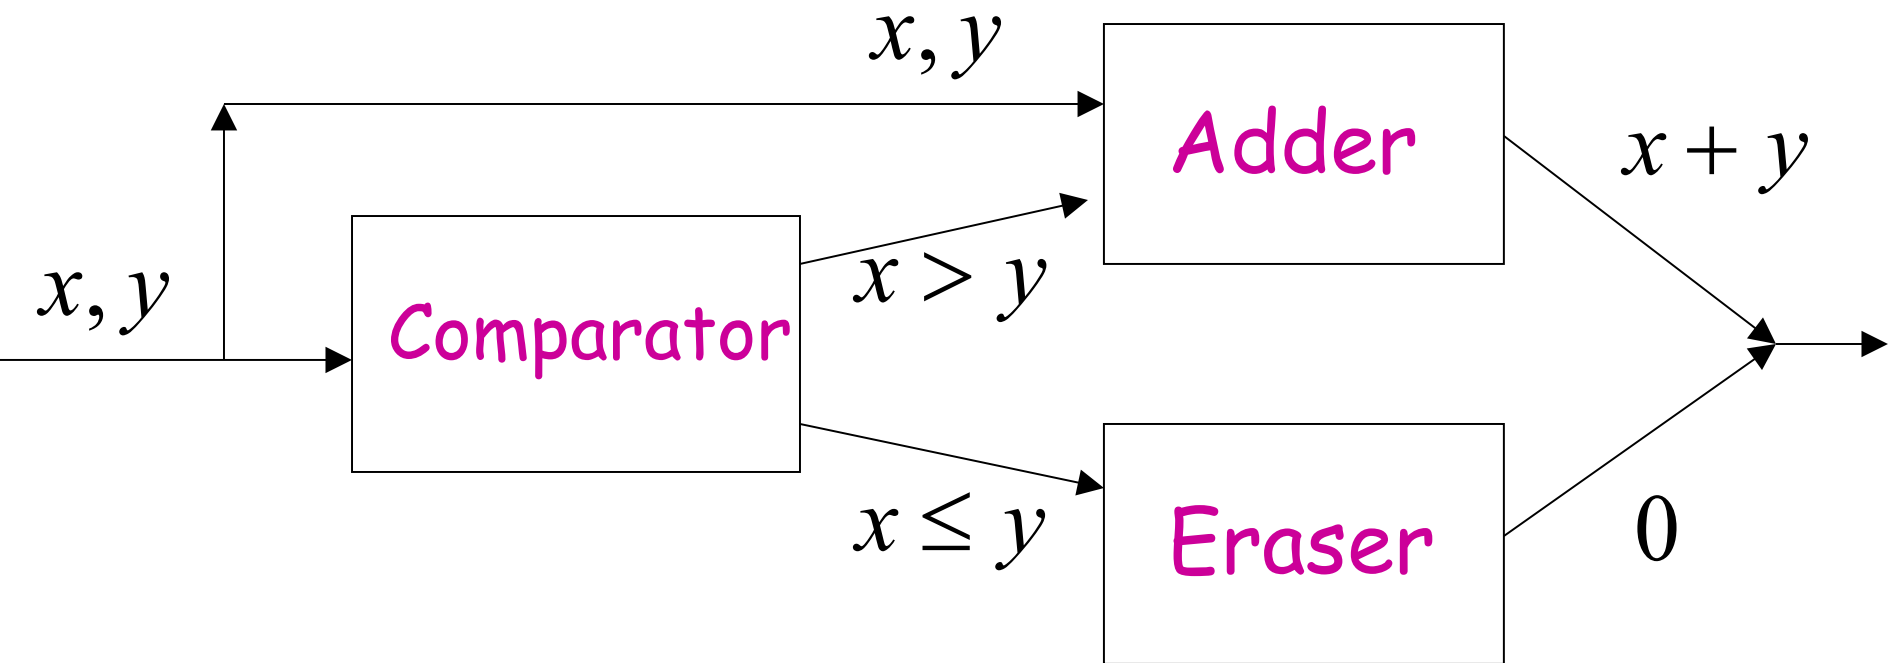 x, y
Adder
x + y
x, y
x > y
Comparator
x ≤ y
Eraser
0